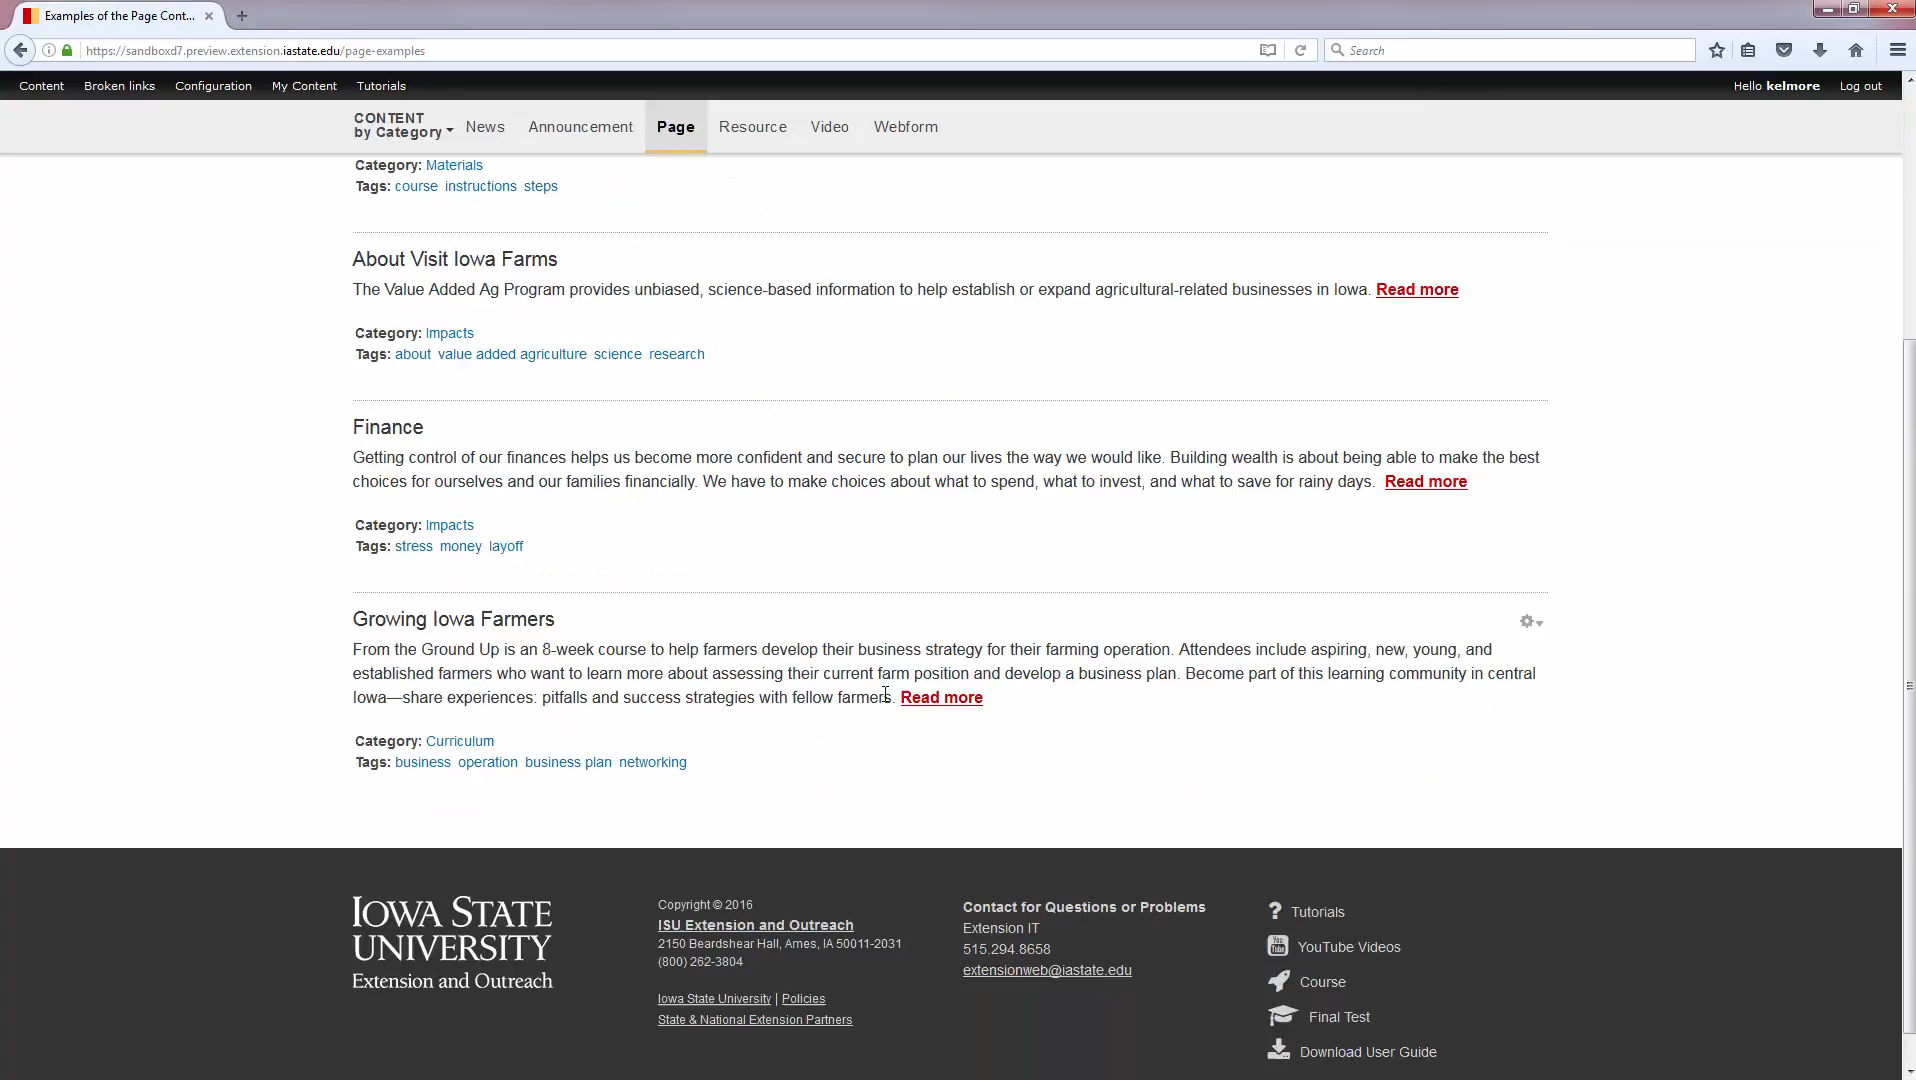 Examples of the Page Cont...
https://sandboxd7.preview.extension.iastate.edu/page-examples
Search
Content Broken links Configuration My Content Tutorials Hello kelmore Log out
CONTENT by Category News Announcement Page Resource Video Webform
Category: Materials
Tags: course instructions steps
About Visit Iowa Farms
The Value Added Ag Program provides unbiased, science-based information to help establish or expand agricultural-related businesses in Iowa. Read more
Category: Impacts
Tags: about value added agriculture science research
Finance
Getting control of our finances helps us become more confident and secure to plan our lives the way we would like. Building wealth is about being able to make the best
choices for ourselves and our families financially. We have to make choices about what to spend, what to invest, and what to save for rainy days. Read more
Category: Impacts
Tags: stress money layoff
Growing Iowa Farmers
From the Ground Up is an 8-week course to help farmers develop their business strategy for their farming operation. Attendees include aspiring, new, young, and
established farmers who want to learn more about assessing their current farm position and develop a business plan. Become part of this learning community in central
Iowa—share experiences: pitfalls and success strategies with fellow farmers. Read more
Category: Curriculum
Tags: business operation business plan networking
IOWA STATE
UNIVERSITY
Extension and Outreach
Copyright © 2016
ISU Extension and Outreach
2150 Beardshear Hall, Ames, IA 50011-2031
(800) 262-3804
Iowa State University | Policies
State & National Extension Partners
Contact for Questions or Problems
Extension IT
515.294.8658
extensionweb@iastate.edu
Tutorials
YouTube Videos
Course
Final Test
Download User Guide